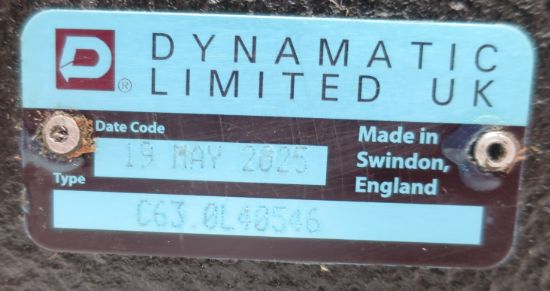 DYNAMATIC
LIMITED UK
Date Code
19 MAY 2025
Made in
Swindon,
England
Type
C63.0L40546